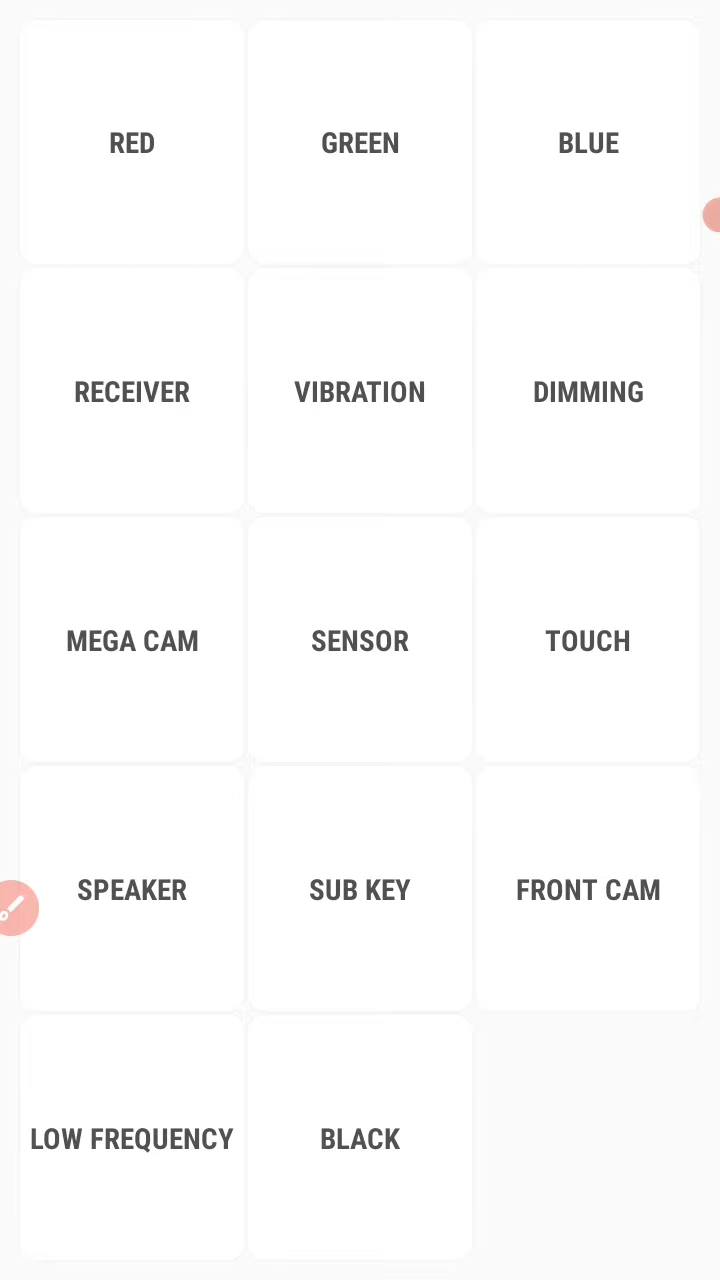 RED
GREEN
BLUE
RECEIVER
VIBRATION
DIMMING
MEGA CAM
SENSOR
TOUCH
SPEAKER
SUB KEY
FRONT CAM
LOW FREQUENCY
BLACK